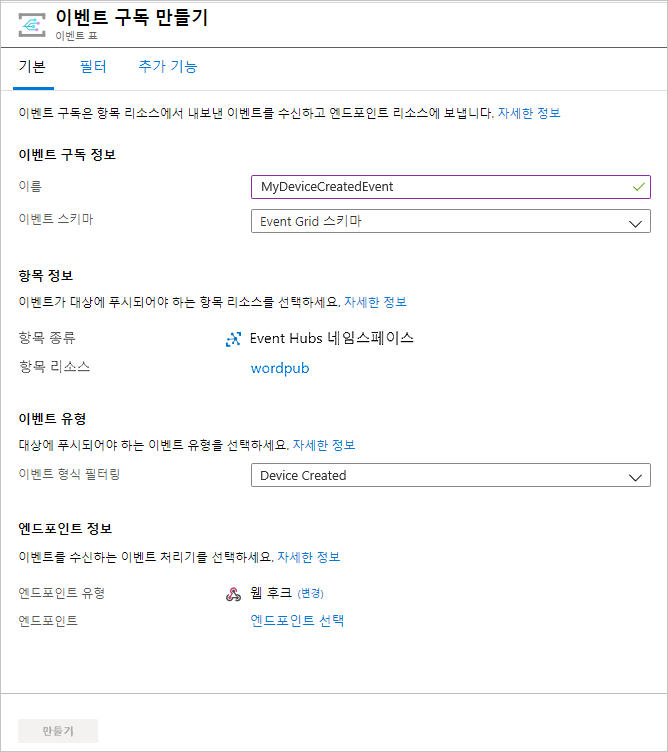 이벤트 구독 만들기
이벤트 표
기본 필터 추가 기능
이벤트 구독은 항목 리소스에서 내보낸 이벤트를 수신하고 엔드포인트 리소스에 보냅니다. 자세한 정보
이벤트 구독 정보
이름 MyDeviceCreatedEvent
이벤트 스키마 Event Grid 스키마
항목 정보
이벤트가 대상에 푸시되어야 하는 항목 리소스를 선택하세요. 자세한 정보
항목 종류 Event Hubs 네임스페이스
항목 리소스 wordpub
이벤트 유형
대상에 푸시되어야 하는 이벤트 유형을 선택하세요. 자세한 정보
이벤트 형식 필터링 Device Created
엔드포인트 정보
이벤트를 수신하는 이벤트 처리기를 선택하세요. 자세한 정보
엔드포인트 유형 웹 후크 (변경)
엔드포인트 엔드포인트 선택
만들기